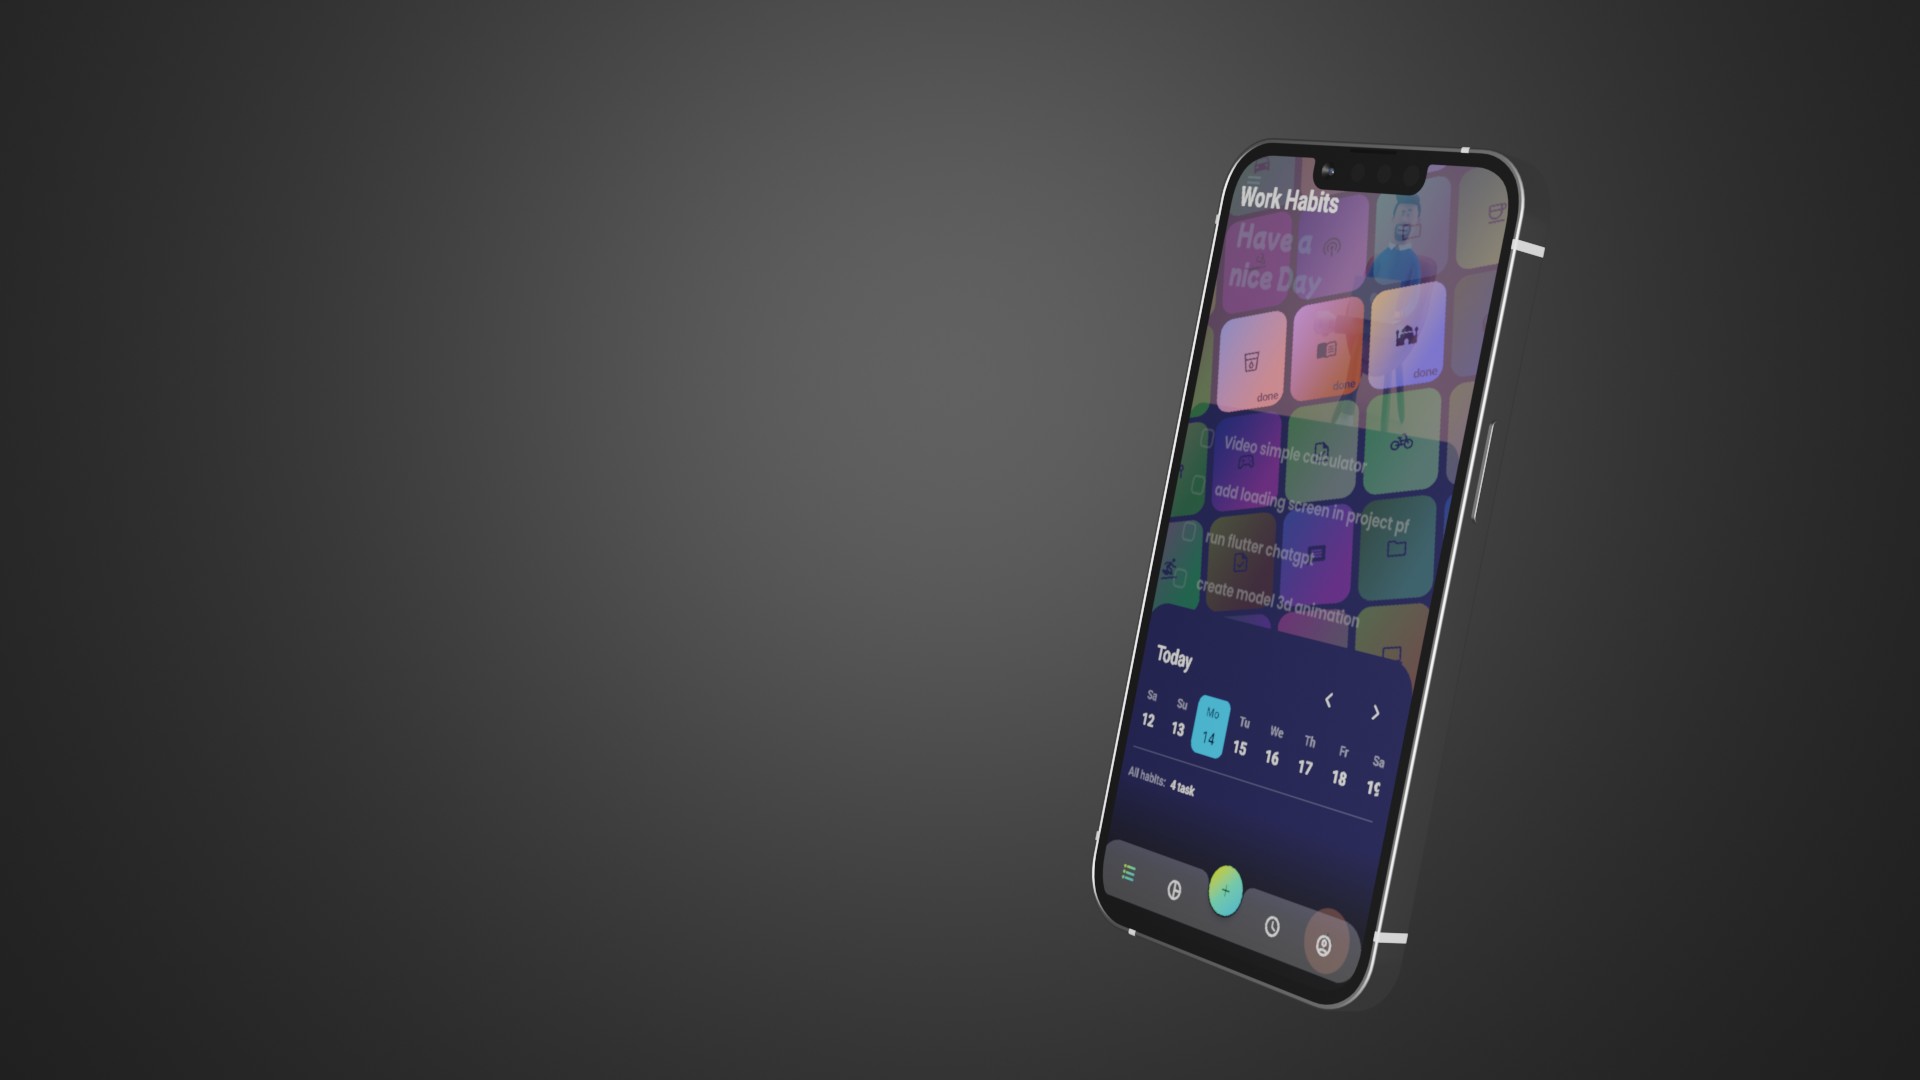 Work Habits
Have a
nice Day
done
done
done
Video simple calculator
add loading screen in project pf
run flutter chatgpt
create model 3d animation
Today
Sa Su Mo Tu We Th Fr Sa
12 13 14 15 16 17 18 19
All habits: 4 task